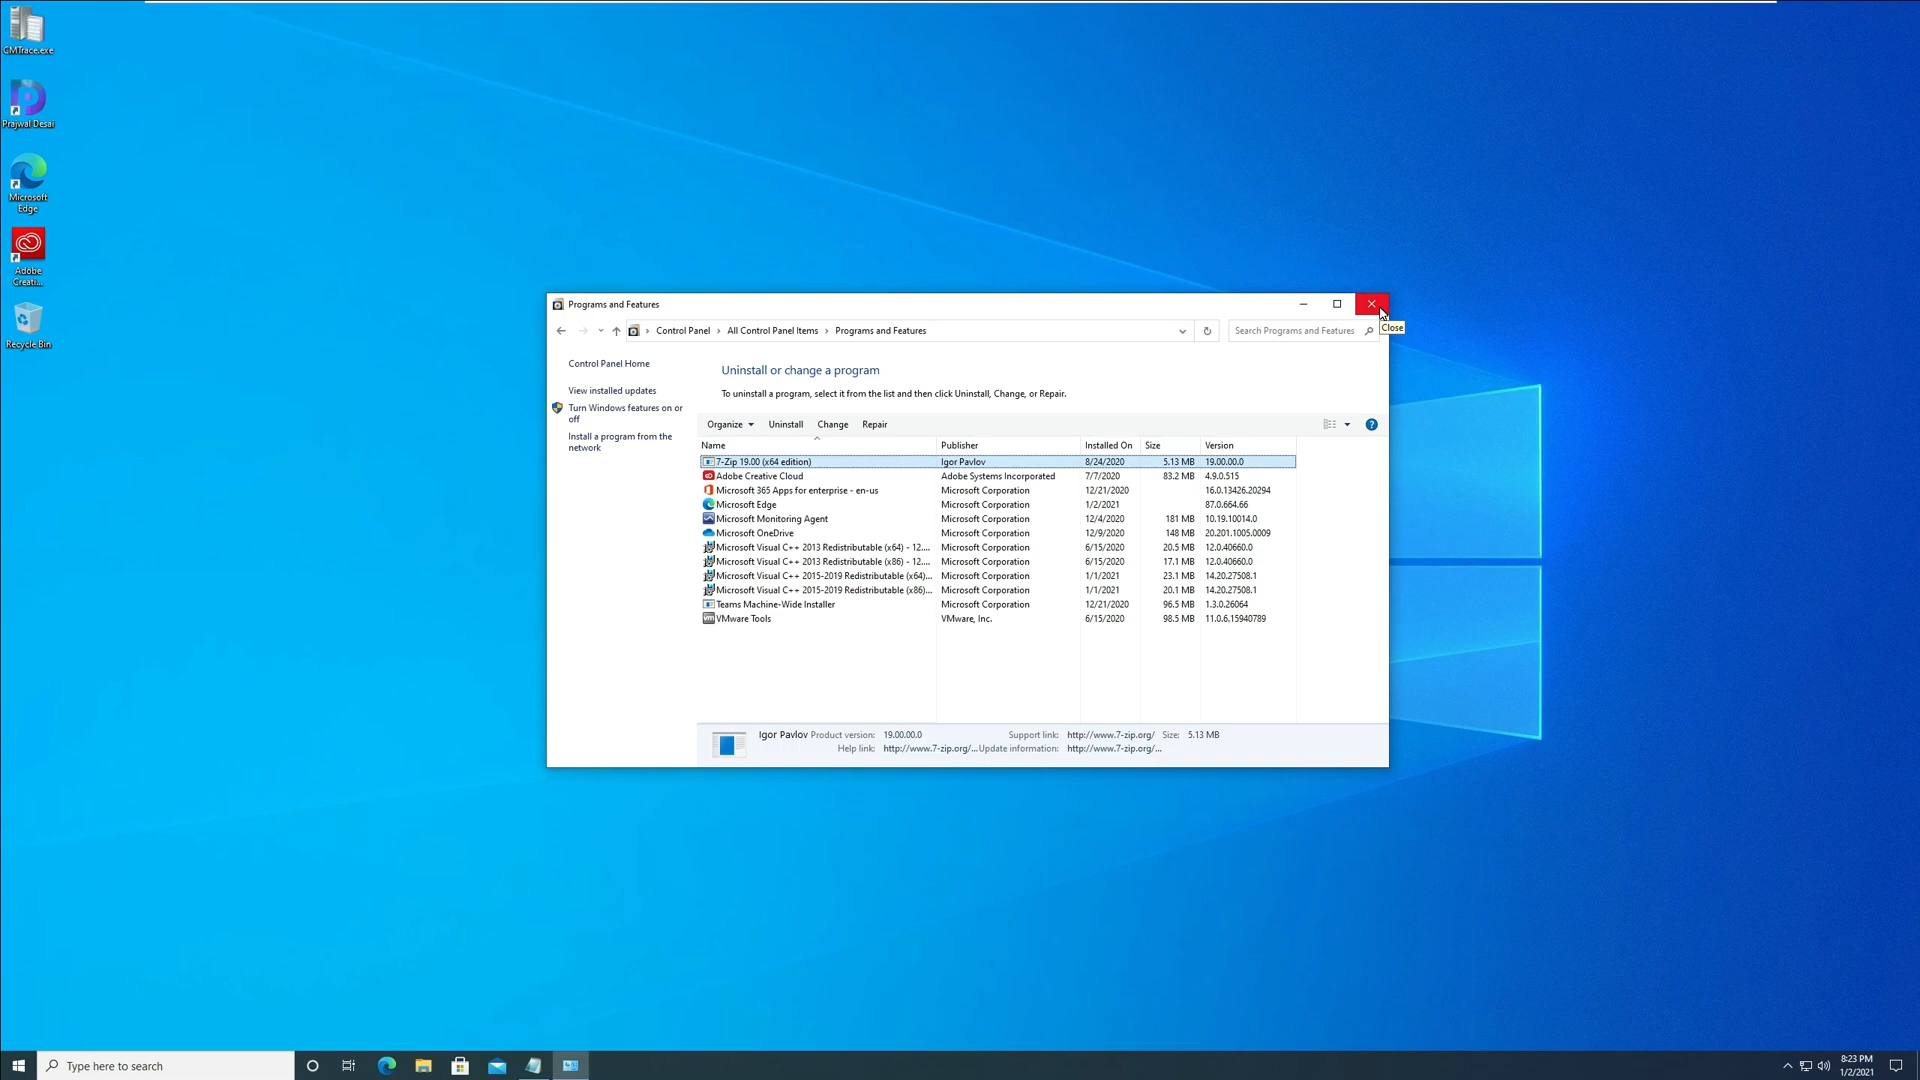 CMTrace.exe
Prajwal Desai
Microsoft
Edge
Adobe
Creati...
Recycle Bin
Programs and Features
Close
Control Panel
All Control Panel Items
Programs and Features
Search Programs and Features
Control Panel Home
View installed updates
Turn Windows features on or
off
Install a program from the
network
Uninstall or change a program
To uninstall a program, select it from the list and then click Uninstall, Change, or Repair.
Organize Uninstall Change Repair
Name Publisher Installed On Size Version
7-Zip 19.00 (x64 edition) Igor Pavlov 8/24/2020 5.13 MB 19.00.00.0
Adobe Creative Cloud Adobe Systems Incorporated 7/7/2020 83.2 MB 4.9.0.515
Microsoft 365 Apps for enterprise - en-us Microsoft Corporation 12/21/2020 16.0.13426.20294
Microsoft Edge Microsoft Corporation 1/2/2021 87.0.664.66
Microsoft Monitoring Agent Microsoft Corporation 12/4/2020 181 MB 10.19.10014.0
Microsoft OneDrive Microsoft Corporation 12/9/2020 148 MB 20.201.1005.0009
Microsoft Visual C++ 2013 Redistributable (x64) - 12.... Microsoft Corporation 6/15/2020 20.5 MB 12.0.40660.0
Microsoft Visual C++ 2013 Redistributable (x86) - 12.... Microsoft Corporation 6/15/2020 17.1 MB 12.0.40660.0
Microsoft Visual C++ 2015-2019 Redistributable (x64)... Microsoft Corporation 1/1/2021 23.1 MB 14.20.27508.1
Microsoft Visual C++ 2015-2019 Redistributable (x86)... Microsoft Corporation 1/1/2021 20.1 MB 14.20.27508.1
Teams Machine-Wide Installer Microsoft Corporation 12/21/2020 96.5 MB 1.3.0.26064
VMware Tools VMware, Inc. 6/15/2020 98.5 MB 11.0.6.15940789
Igor Pavlov Product version: 19.00.00.0 Support link: http://www.7-zip.org/ Size: 5.13 MB
Help link: http://www.7-zip.org/... Update information: http://www.7-zip.org/...
Type here to search
8:23 PM
1/2/2021